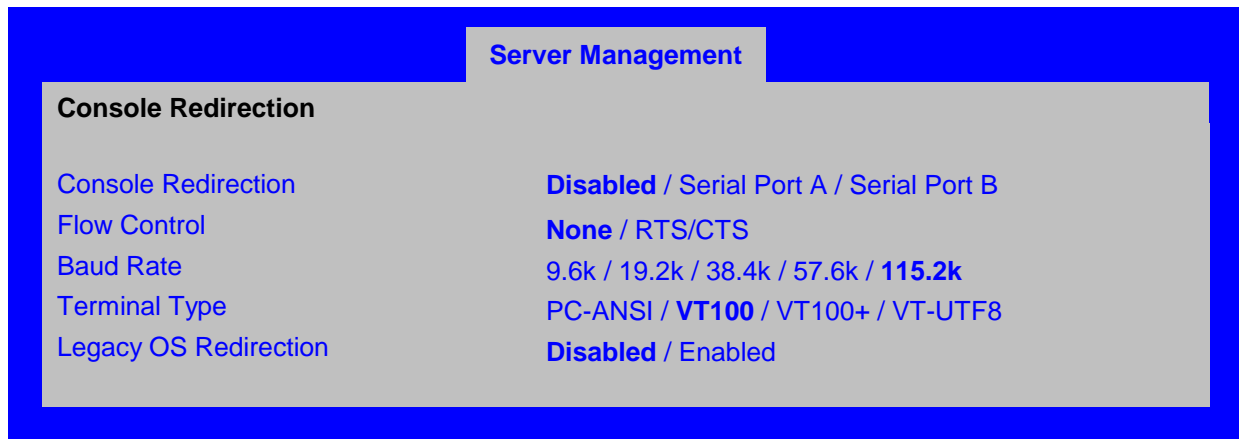 Server Management
Console Redirection
Console Redirection Disabled / Serial Port A / Serial Port B
Flow Control None / RTS/CTS
Baud Rate 9.6k / 19.2k / 38.4k / 57.6k / 115.2k
Terminal Type PC-ANSI / VT100 / VT100+ / VT-UTF8
Legacy OS Redirection Disabled / Enabled